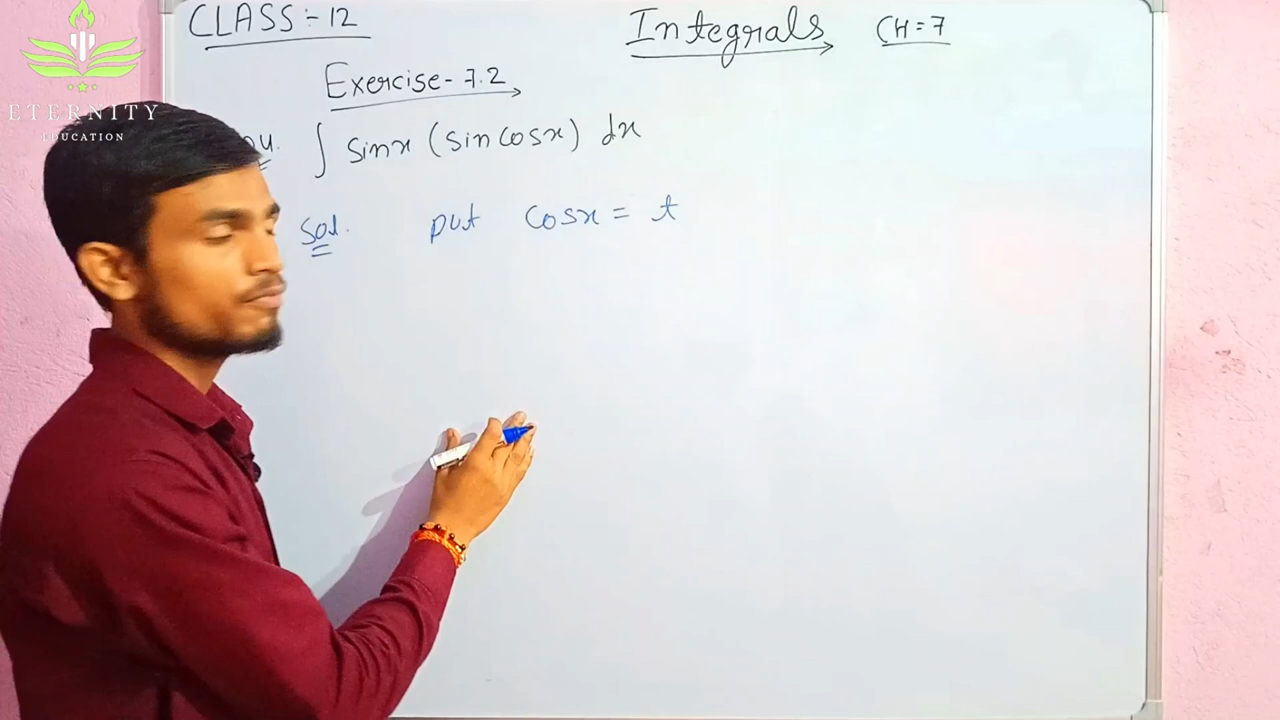 CLASS:- 12
Integrals CH=7
ETERNITY
EDUCATION
Exercise- 7.2
∫ sinx (sin cosx) dx
Sol. put cosx = t